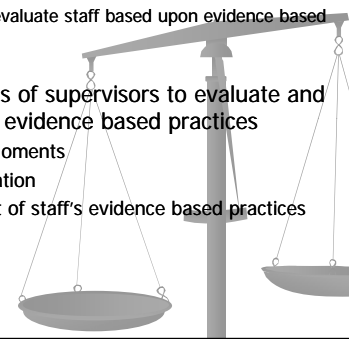 evaluate staff based upon evidence based
s of supervisors to evaluate and
evidence based practices
oments
ation
t of staff's evidence based practices